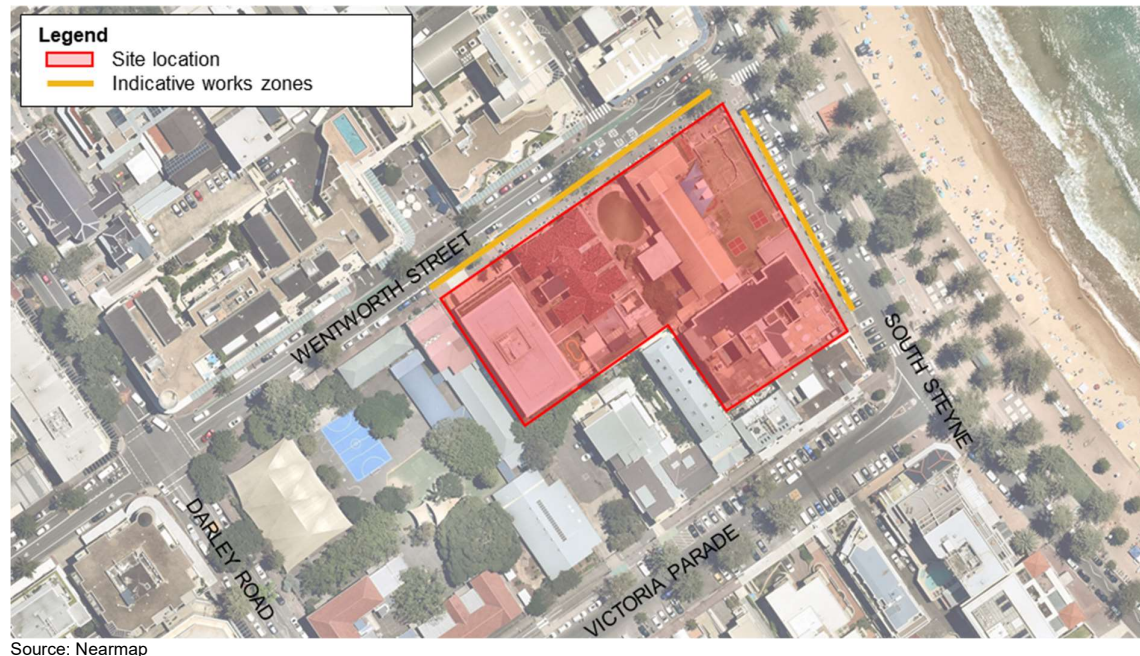 Legend
Site location
Indicative works zones
WENTWORTH STREET
SOUTH STEYNE
DARLEY ROAD
VICTORIA PARADE
Source: Nearmap